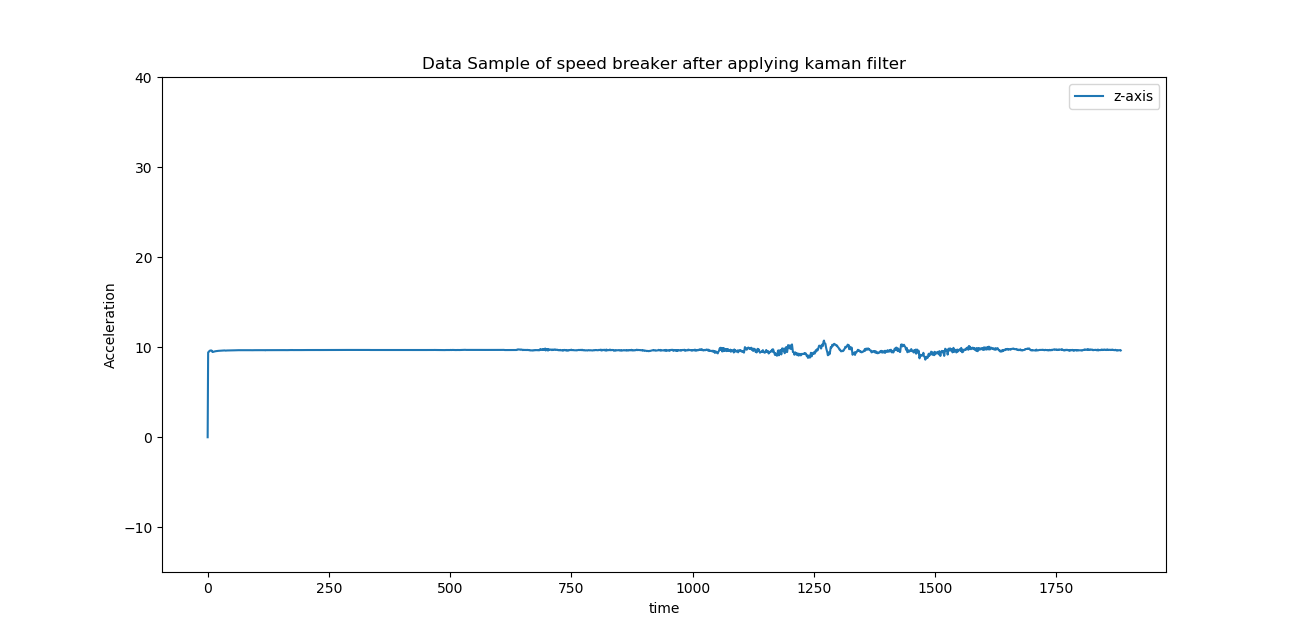 Data Sample of speed breaker after applying kaman filter
z-axis
40
30
20
10
0
−10
Acceleration
0 250 500 750 1000 1250 1500 1750
time